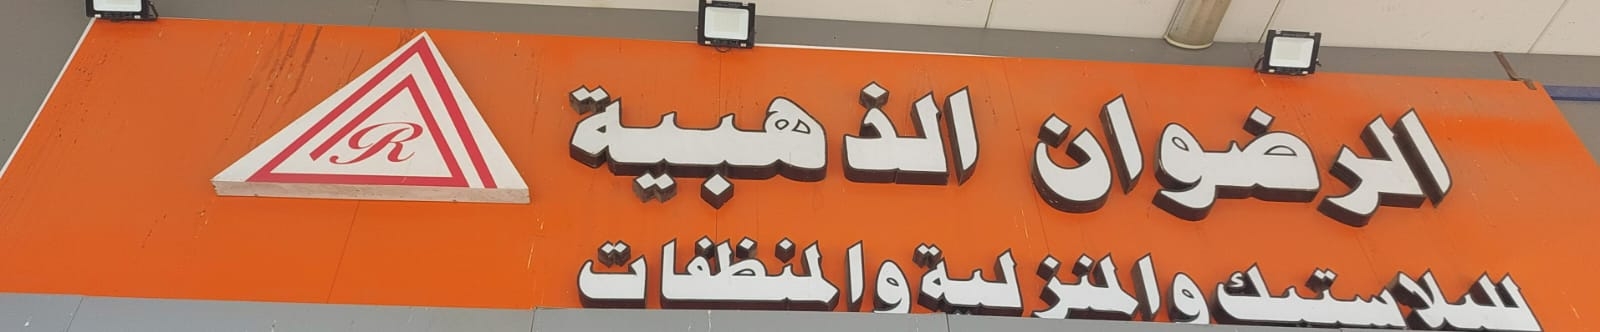 الرضوان الذهبية
للبلاستيك والمنزلية والمنظفات
R